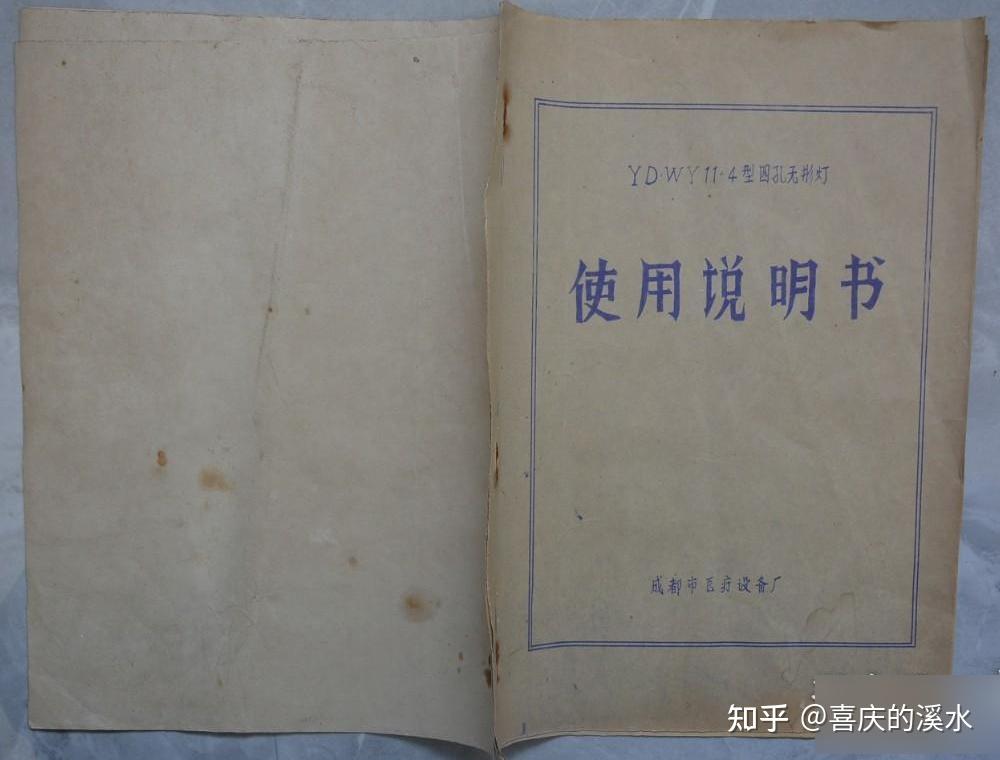 YD·WY11-4型四孔无影灯
使用说明书
成都市医疗设备厂
知乎 @喜庆的溪水